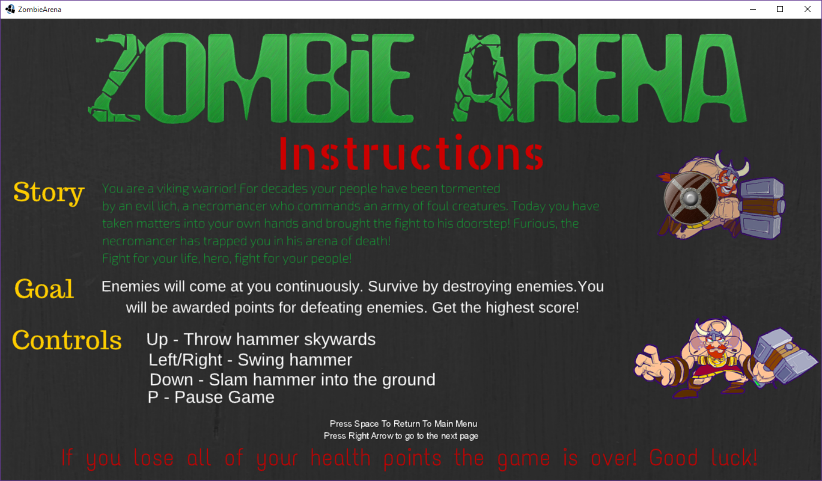 ZombieArena
ZOMBiE ARENA
Instructions
Story
You are a viking warrior! For decades your people have been tormented
by an evil lich, a necromancer who commands an army of foul creatures. Today you have
taken matters into your own hands and brought the fight to his doorstep! Furious, the
necromancer has trapped you in his arena of death!
Fight for your life, hero, fight for your people!
Goal
Enemies will come at you continuously. Survive by destroying enemies.You
will be awarded points for defeating enemies. Get the highest score!
Controls
Up - Throw hammer skywards
Left/Right - Swing hammer
Down - Slam hammer into the ground
P - Pause Game
Press Space To Return To Main Menu
Press Right Arrow to go to the next page
If you lose all of your health points the game is over! Good luck!